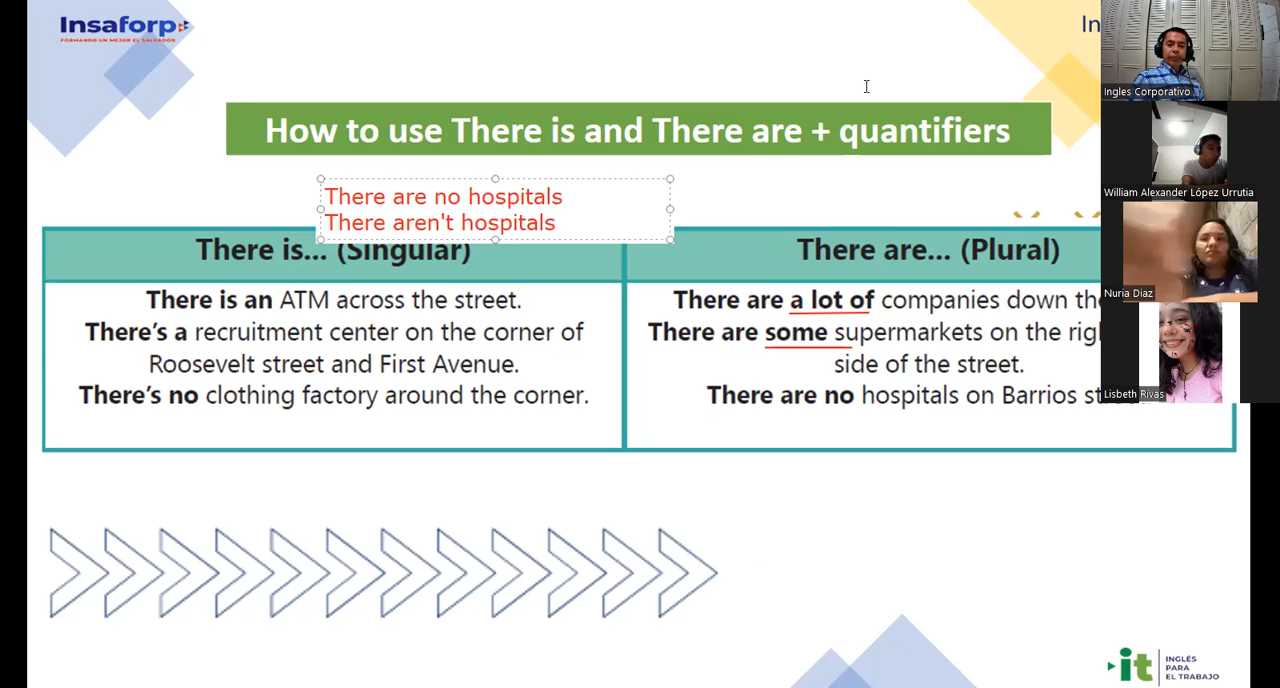 Insaforp
FORMANDO UN MEJOR EL SALVADOR
In
How to use There is and There are + quantifiers
There are no hospitals
There aren't hospitals
There is... (Singular)
There is an ATM across the street.
There's a recruitment center on the corner of
Roosevelt street and First Avenue.
There's no clothing factory around the corner.
There are... (Plural)
There are a lot of companies down
There are some supermarkets on the
side of the street.
There are no hospitals on Barrios
Ingles Corporativo
William Alexander López Urrutia
Nuria Diaz
Lisbeth Rivas
it
INGLÉS
PARA
EL TRABAJO